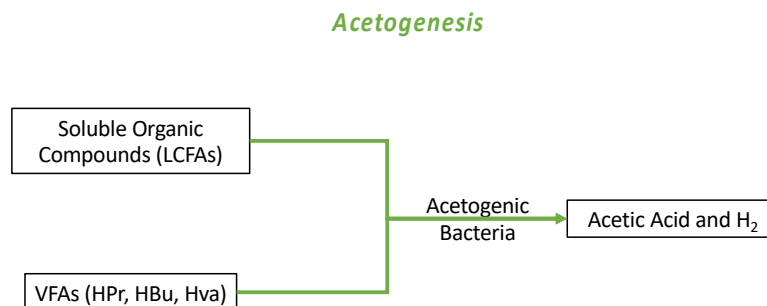 Acetogenesis
Soluble Organic
Compounds (LCFAs)
Acetogenic
Bacteria
Acetic Acid and H₂
VFAs (HPr, HBu, Hva)